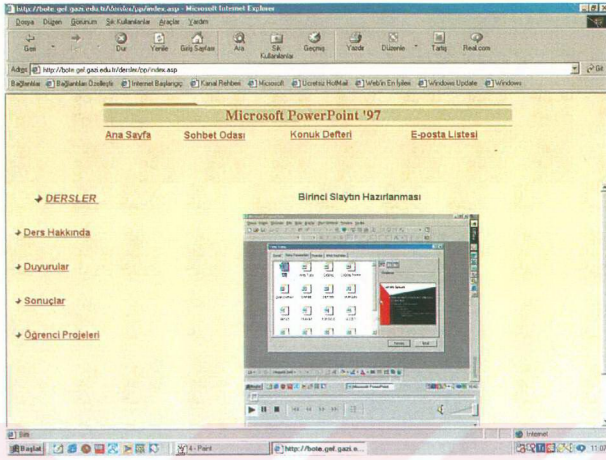 http://bote.gef.gazi.edu.tr/dersler/pp/index.asp - Microsoft Internet Explorer
Dosya Düzen Görünüm Sık Kullanılanlar Araçlar Yardım
Geri Dur Yenile Giriş Sayfası Ara Sık Kullanılanlar Geçmiş Yazdır Düzenle Tartış Real.com
Adres http://bote.gef.gazi.edu.tr/dersler/pp/index.asp Git
Bağlantılar Bağlantıları Özelleştir Internet Başlangıç Kanal Rehberi Microsoft Ücretsiz HotMail Web'in En İyileri Windows Update Windows
Microsoft PowerPoint '97
Ana Sayfa Sohbet Odası Konuk Defteri E-posta Listesi
DERSLER
Birinci Slaytın Hazırlanması
Ders Hakkında
Duyurular
Sonuçlar
Öğrenci Projeleri
Bitti Internet
Başlat 4 - Paint http://bote.gef.gazi.e...